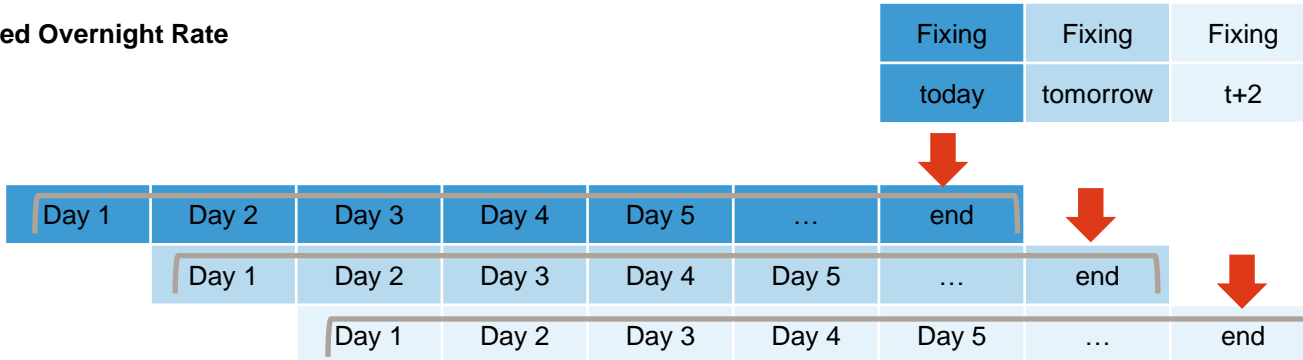 ed Overnight Rate
Fixing Fixing Fixing
today tomorrow t+2
Day 1 Day 2 Day 3 Day 4 Day 5 … end
Day 1 Day 2 Day 3 Day 4 Day 5 … end
Day 1 Day 2 Day 3 Day 4 Day 5 … end